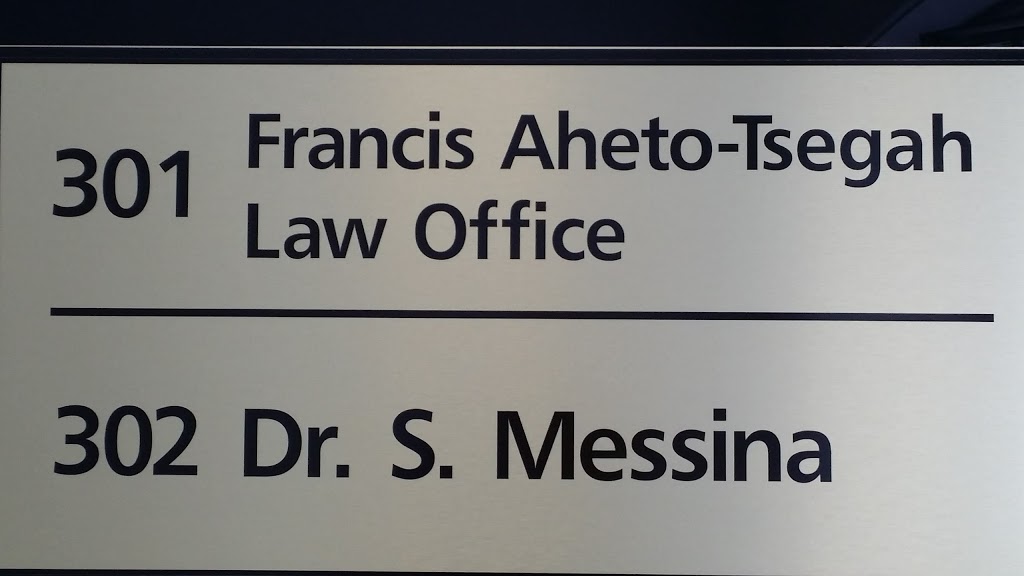 301 Francis Aheto-Tsegah
Law Office
302 Dr. S. Messina